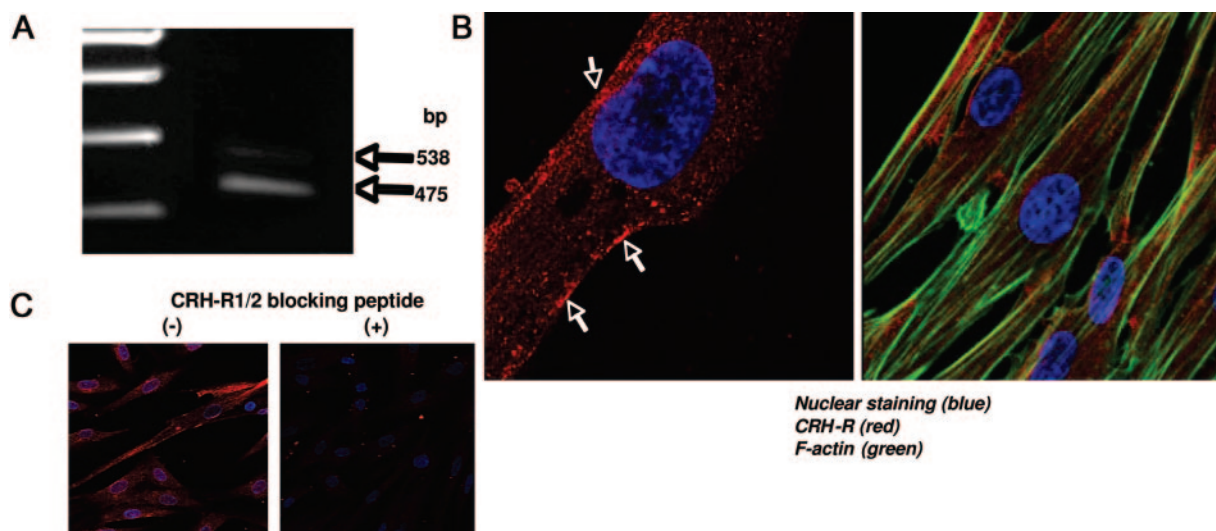 A
bp
538
475
B
C
CRH-R1/2 blocking peptide
(-)
(+)
Nuclear staining (blue)
CRH-R (red)
F-actin (green)